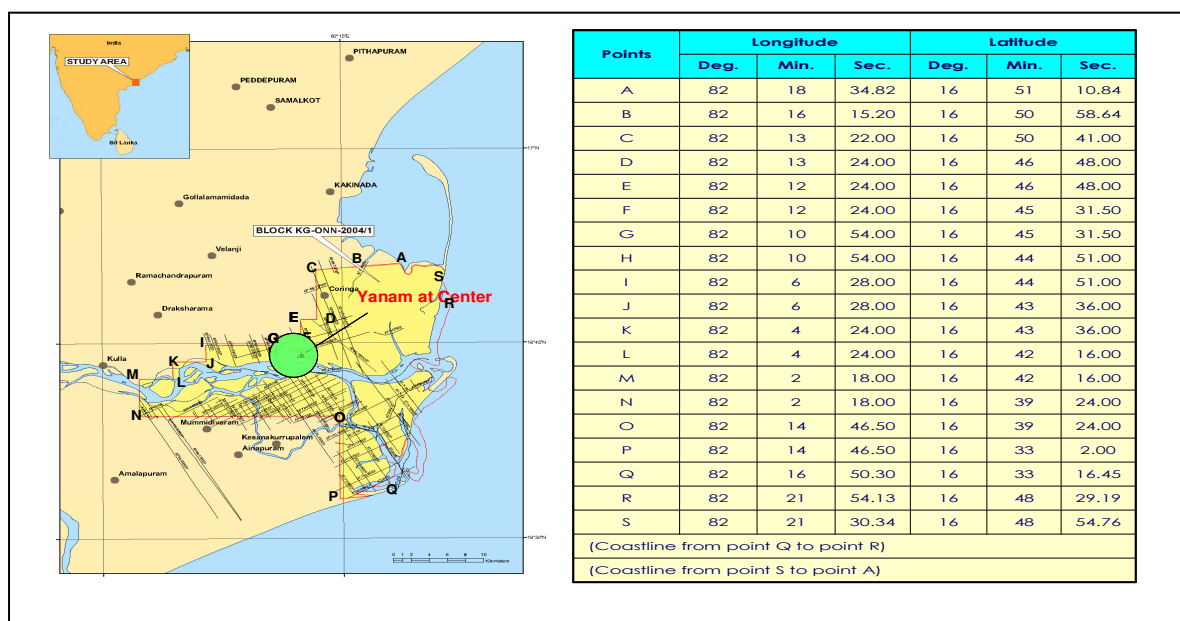 India
STUDY AREA
Sri Lanka
82°15'E
PITHAPURAM
PEDDEPURAM
SAMALKOT
17°N
KAKINADA
Gollalamamidada
BLOCK KG-ONN-2004/1
Velanji
B A
C S
Ramachandrapuram
Coringa
Yanam at Center
R
Draksharama
E D
F
I G
16°45'N
Kulla K J
M L
N O
Mummidivaram
Kesanakurrupalem
Ainapuram
Amalapuram
P Q
16°30'N
0 1 2 4 6 8 10
Kilometers
Points Longitude Latitude
Deg. Min. Sec. Deg. Min. Sec.
A 82 18 34.82 16 51 10.84
B 82 16 15.20 16 50 58.64
C 82 13 22.00 16 50 41.00
D 82 13 24.00 16 46 48.00
E 82 12 24.00 16 46 48.00
F 82 12 24.00 16 45 31.50
G 82 10 54.00 16 45 31.50
H 82 10 54.00 16 44 51.00
I 82 6 28.00 16 44 51.00
J 82 6 28.00 16 43 36.00
K 82 4 24.00 16 43 36.00
L 82 4 24.00 16 42 16.00
M 82 2 18.00 16 42 16.00
N 82 2 18.00 16 39 24.00
O 82 14 46.50 16 39 24.00
P 82 14 46.50 16 33 2.00
Q 82 16 50.30 16 33 16.45
R 82 21 54.13 16 48 29.19
S 82 21 30.34 16 48 54.76
(Coastline from point Q to point R)
(Coastline from point S to point A)